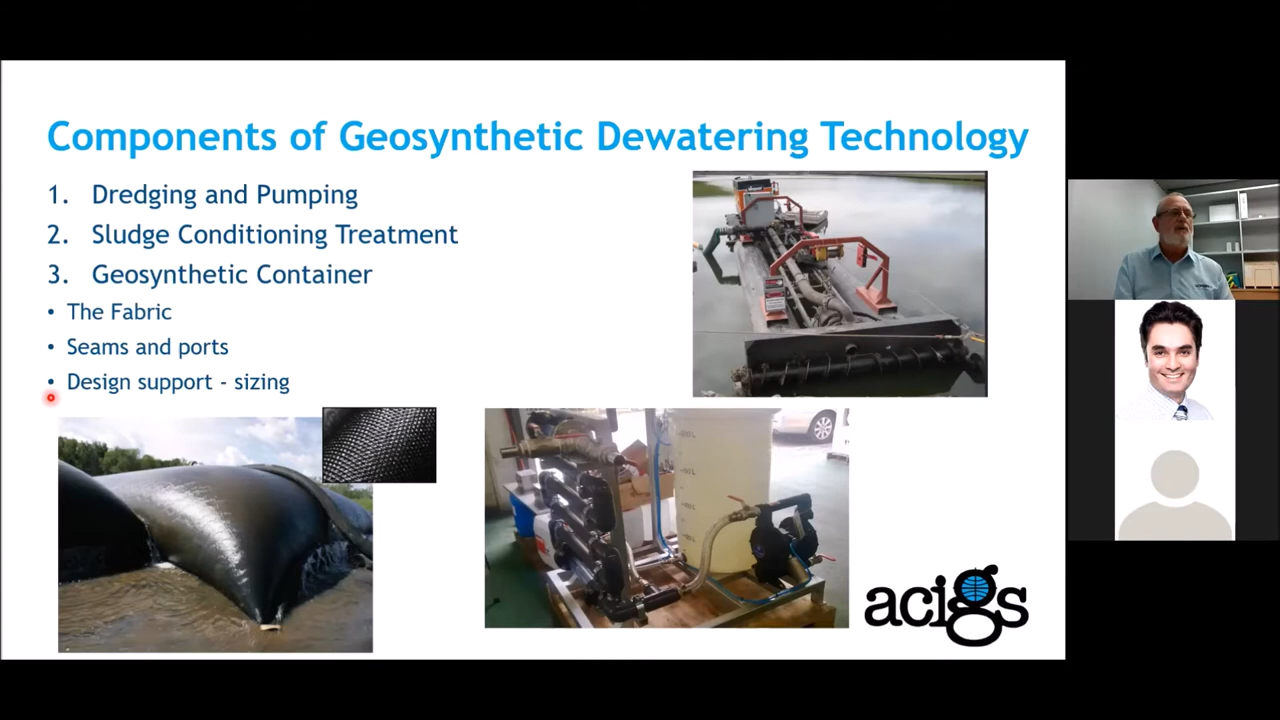 Components of Geosynthetic Dewatering Technology
1. Dredging and Pumping
2. Sludge Conditioning Treatment
3. Geosynthetic Container
• The Fabric
• Seams and ports
• Design support - sizing
acigs